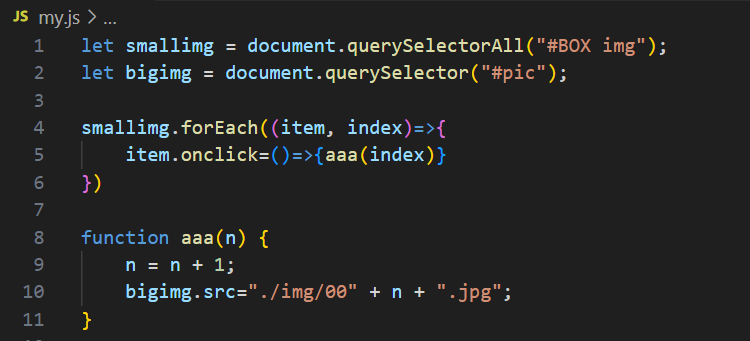 JS my.js > ...
1 let smallimg = document.querySelectorAll("#BOX img");
2 let bigimg = document.querySelector("#pic");
3
4 smallimg.forEach((item, index)=>{
5     item.onclick=()=>{aaa(index)}
6 })
7
8 function aaa(n) {
9     n = n + 1;
10     bigimg.src="./img/00" + n + ".jpg";
11 }